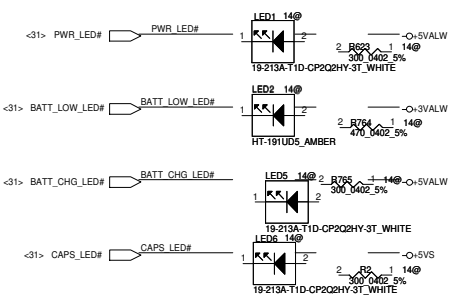 LED1 14@
<31> PWR_LED# PWR_LED# 1 2 +5VALW
2 R623 1 14@
300_0402_5%
19-213A-T1D-CP2Q2HY-3T_WHITE
LED2 14@
<31> BATT_LOW_LED# BATT_LOW_LED# 1 2 +3VALW
2 R764 1 14@
470_0402_5%
HT-191UD5_AMBER
LED5 14@
<31> BATT_CHG_LED# BATT_CHG_LED# 1 2 2 R765 1 14@ +5VALW
300_0402_5%
19-213A-T1D-CP2Q2HY-3T_WHITE
LED6 14@
<31> CAPS_LED# CAPS_LED# 1 2 +5VS
2 R2 1 14@
300_0402_5%
19-213A-T1D-CP2Q2HY-3T_WHITE